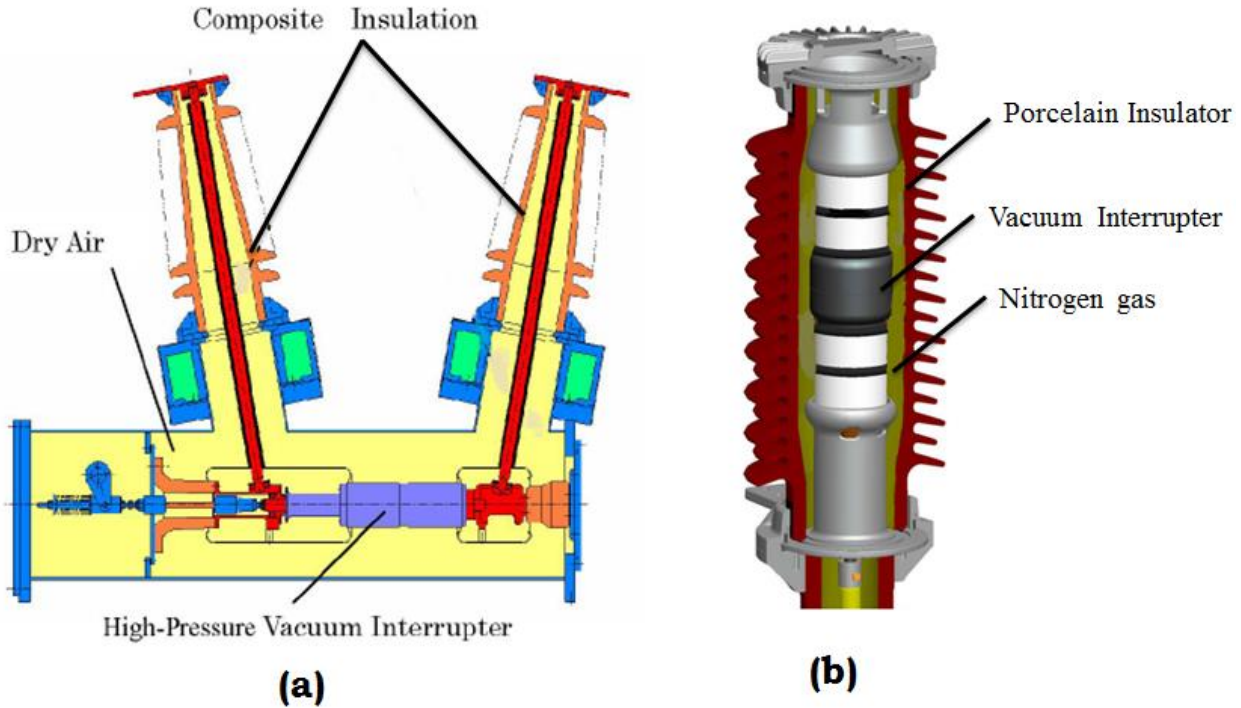 Composite Insulation
Dry Air
High-Pressure Vacuum Interrupter
(a)
Porcelain Insulator
Vacuum Interrupter
Nitrogen gas
(b)